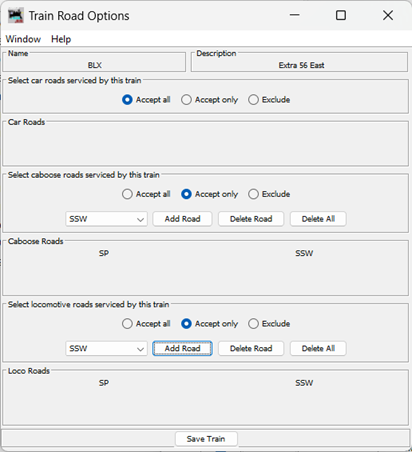 Train Road Options
Window Help
Name Description
BLX Extra 56 East
Select car roads serviced by this train
Accept all Accept only Exclude
Car Roads
Select caboose roads serviced by this train
Accept all Accept only Exclude
SSW Add Road Delete Road Delete All
Caboose Roads
SP SSW
Select locomotive roads serviced by this train
Accept all Accept only Exclude
SSW Add Road Delete Road Delete All
Loco Roads
SP SSW
Save Train